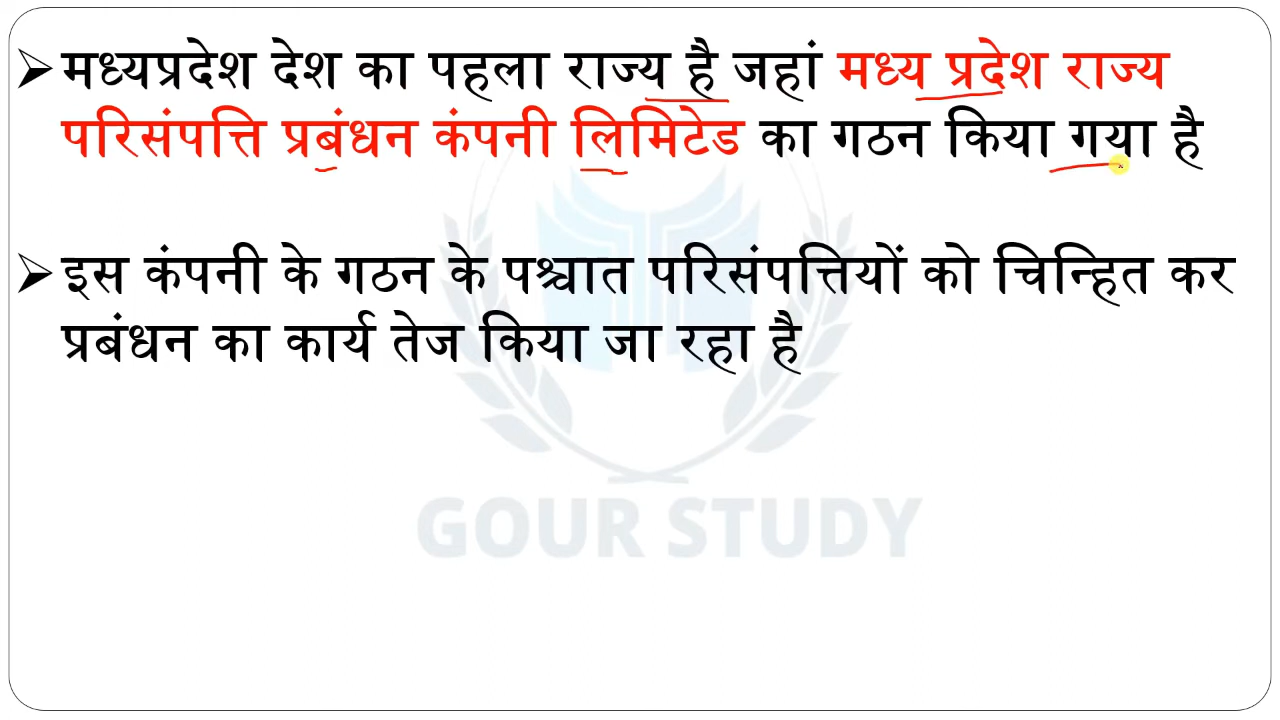 मध्यप्रदेश देश का पहला राज्य है जहां मध्य प्रदेश राज्य
परिसंपत्ति प्रबंधन कंपनी लिमिटेड का गठन किया गया है
इस कंपनी के गठन के पश्चात परिसंपत्तियों को चिन्हित कर
प्रबंधन का कार्य तेज किया जा रहा है
GOUR STUDY